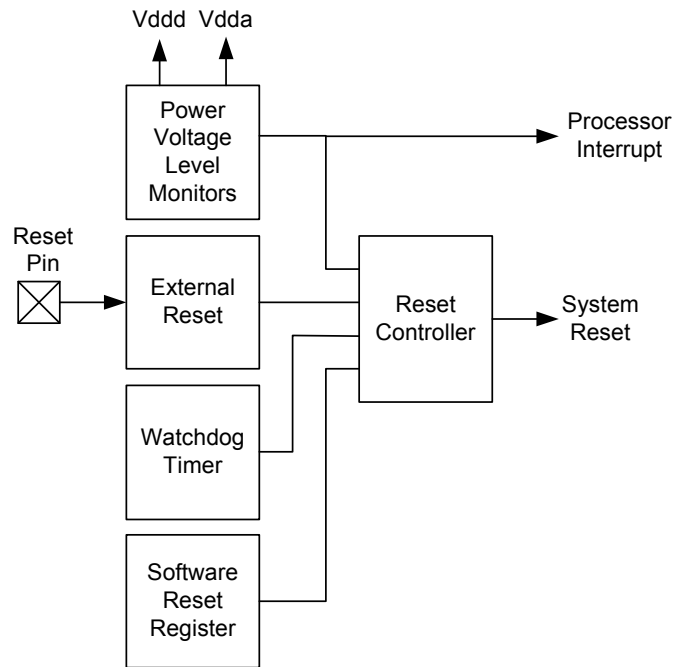 Vddd Vdda
Power
Voltage
Level
Monitors
Processor
Interrupt
Reset
Pin
External
Reset
Reset
Controller
System
Reset
Watchdog
Timer
Software
Reset
Register